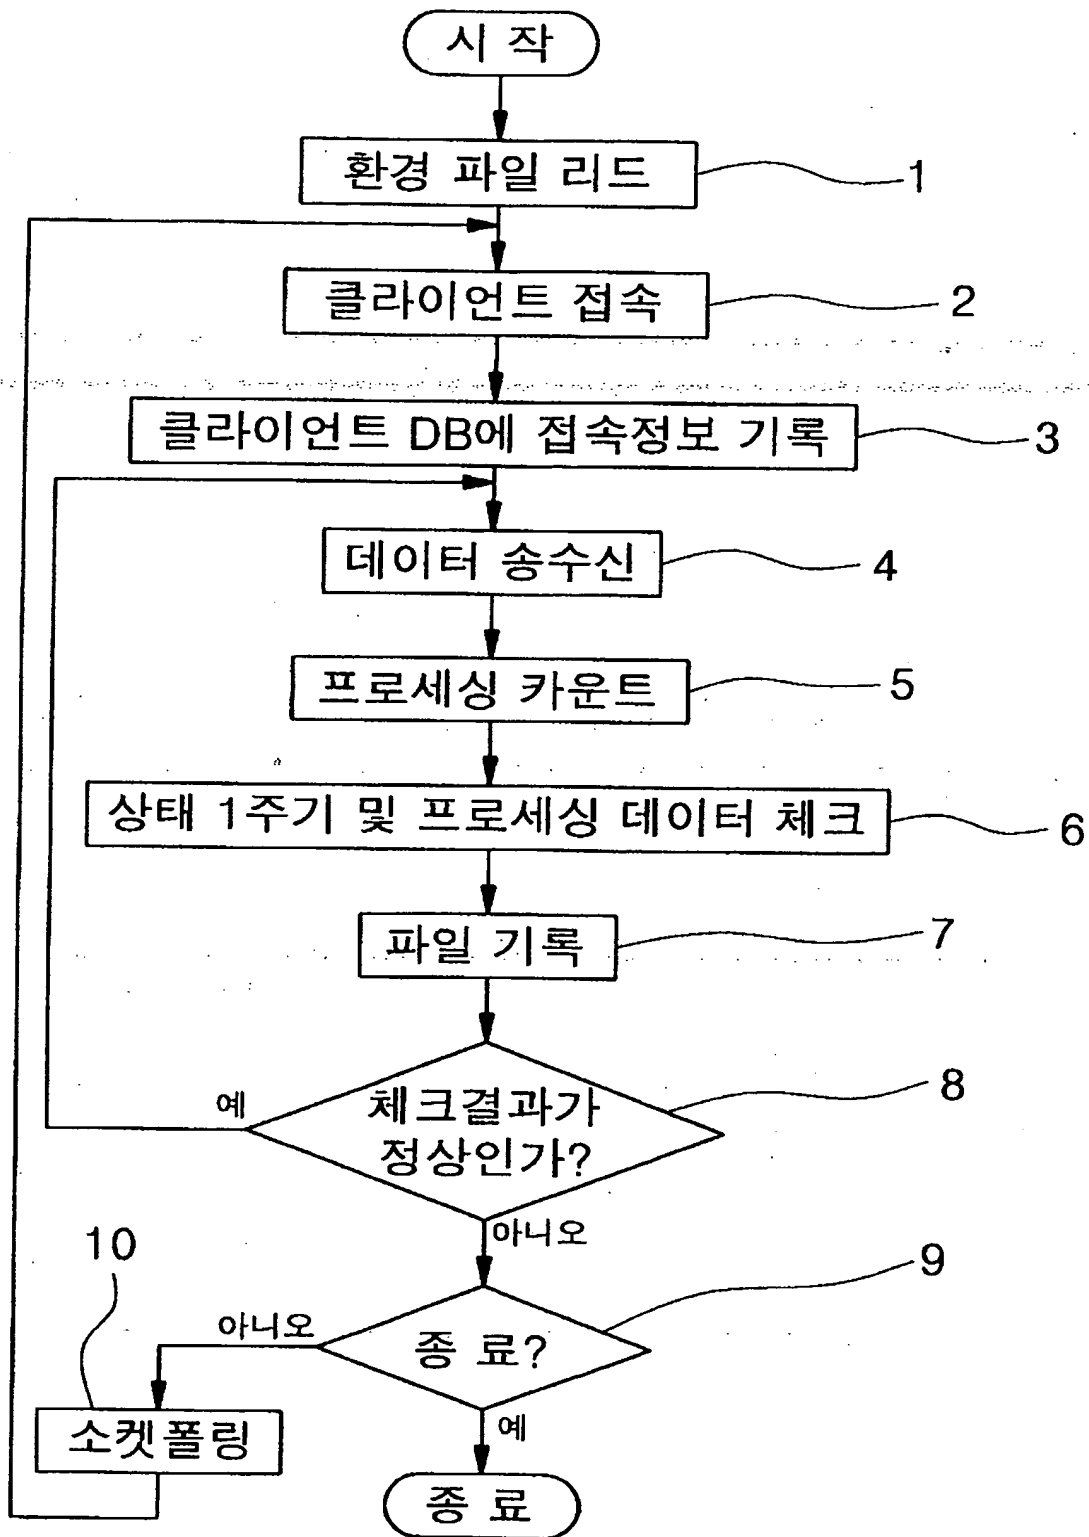 시 작
환경 파일 리드
1
클라이언트 접속
2
클라이언트 DB에 접속정보 기록
3
데이터 송수신
4
프로세싱 카운트
5
상태 1주기 및 프로세싱 데이터 체크
6
파일 기록
7
체크결과가
정상인가?
8
예
아니오
10
종 료?
9
아니오
예
소켓폴링
종 료